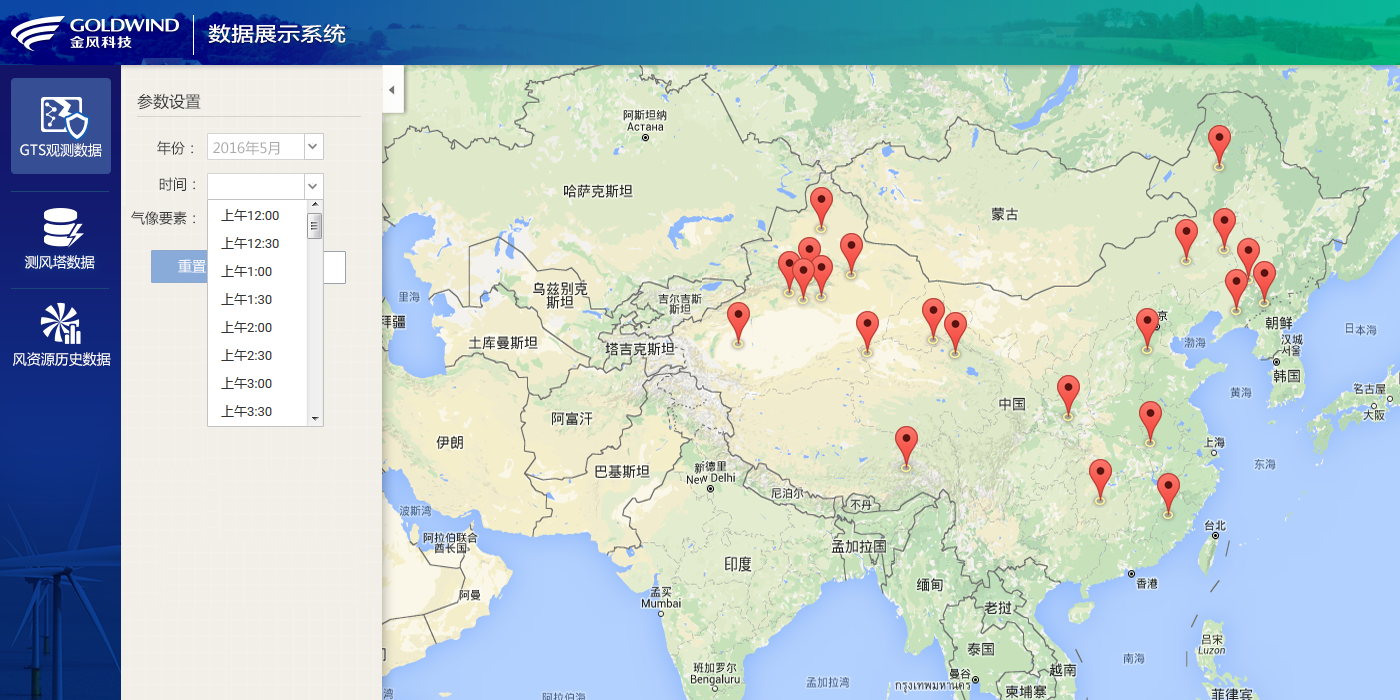 GOLDWIND
金风科技
数据展示系统
GTS观测数据
测风塔数据
风资源历史数据
参数设置
年份：
2016年5月
时间：
气像要素：
上午12:00
上午12:30
上午1:00
上午1:30
上午2:00
上午2:30
上午3:00
上午3:30
重置
阿斯坦纳
Астана
哈萨克斯坦
蒙古
里海
乌兹别克
斯坦
吉尔吉斯
斯坦
拜疆
土库曼斯坦
塔吉克斯坦
京
渤海
朝鲜
汉城
서울
韩国
日本海
黄海
名古屋
大阪
中国
阿富汗
伊朗
巴基斯坦
新德里
New Delhi
尼泊尔
不丹
上海
东海
波斯湾
阿拉伯联合
酋长国
阿曼
孟加拉国
印度
缅甸
台北
香港
孟买
Mumbai
老挝
泰国
吕宋
Luzon
南海
越南
班加罗尔
Bengaluru
孟加拉湾
曼谷
กรุงเทพมหานคร
柬埔寨
阿拉伯海
菲律宾
湾